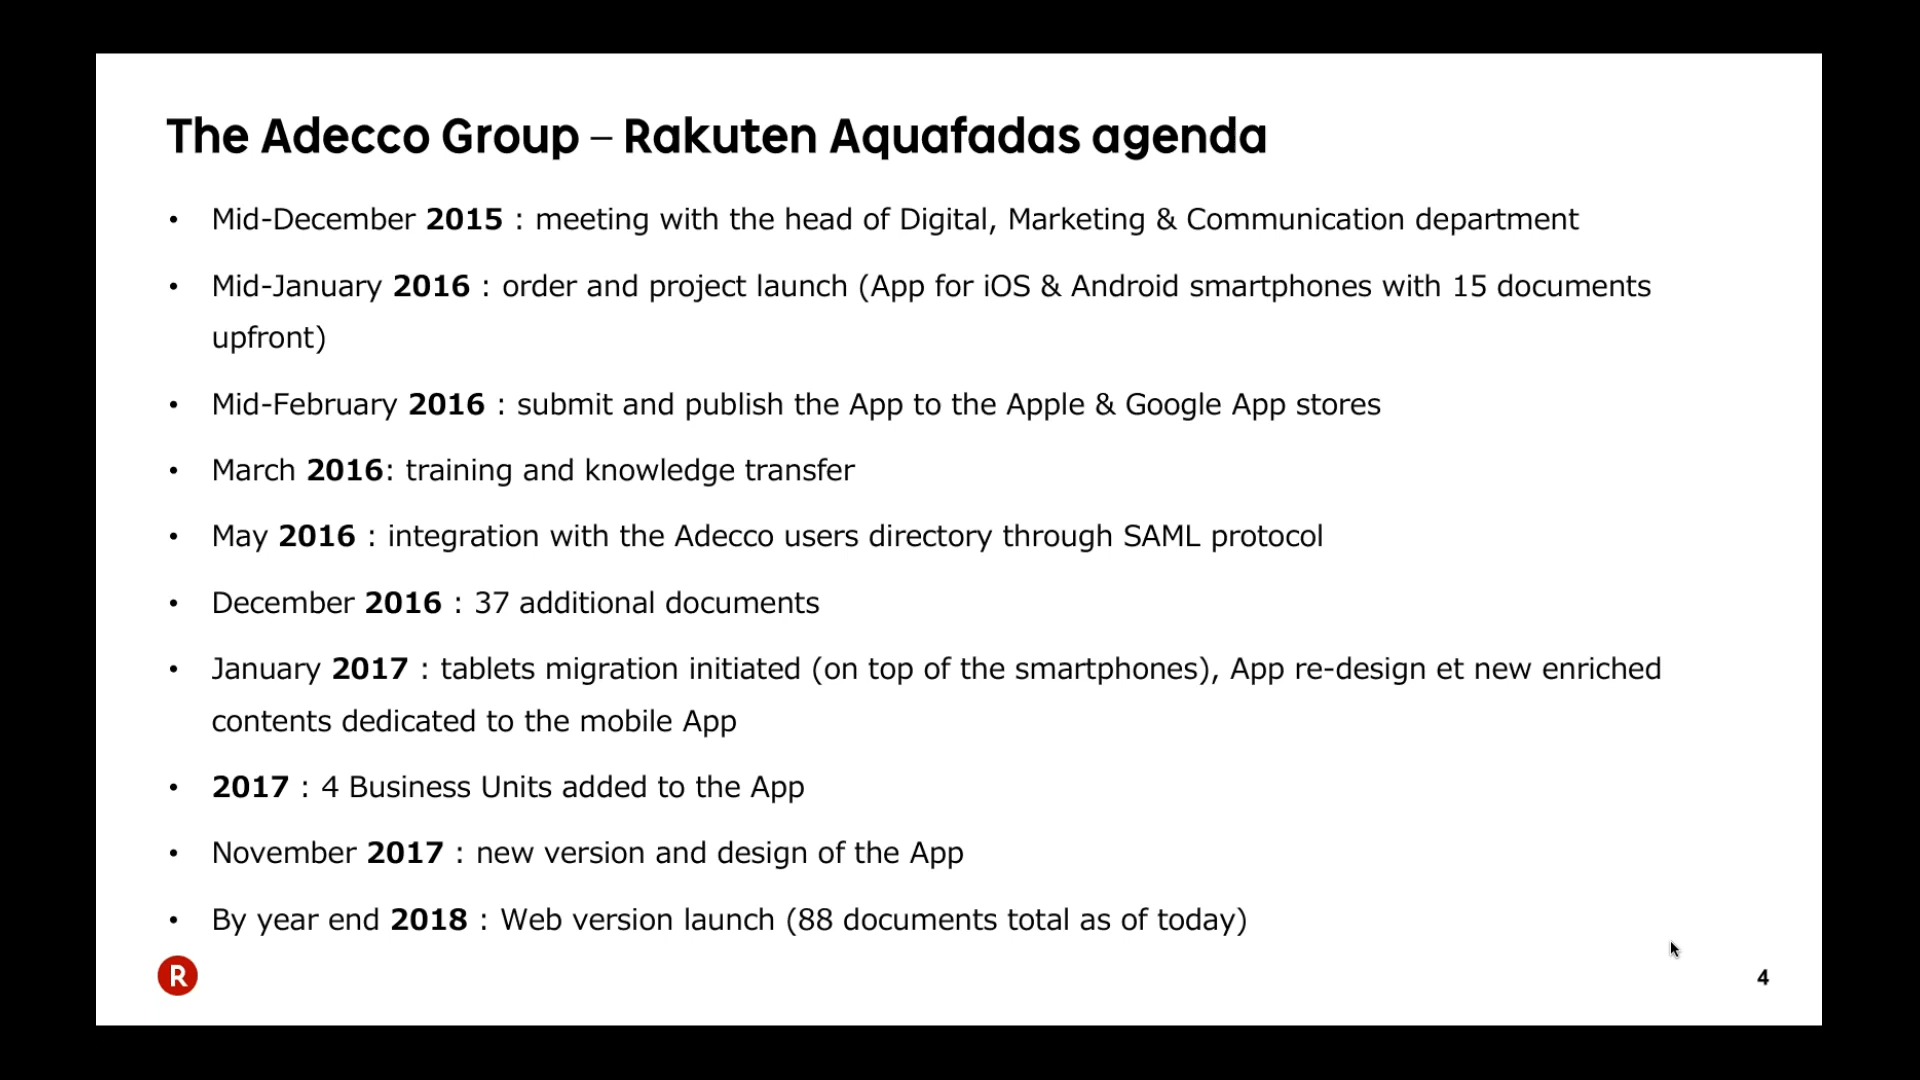 The Adecco Group – Rakuten Aquafadas agenda
• Mid-December 2015 : meeting with the head of Digital, Marketing & Communication department
• Mid-January 2016 : order and project launch (App for iOS & Android smartphones with 15 documents
upfront)
• Mid-February 2016 : submit and publish the App to the Apple & Google App stores
• March 2016: training and knowledge transfer
• May 2016 : integration with the Adecco users directory through SAML protocol
• December 2016 : 37 additional documents
• January 2017 : tablets migration initiated (on top of the smartphones), App re-design et new enriched
contents dedicated to the mobile App
• 2017 : 4 Business Units added to the App
• November 2017 : new version and design of the App
• By year end 2018 : Web version launch (88 documents total as of today)
R
4